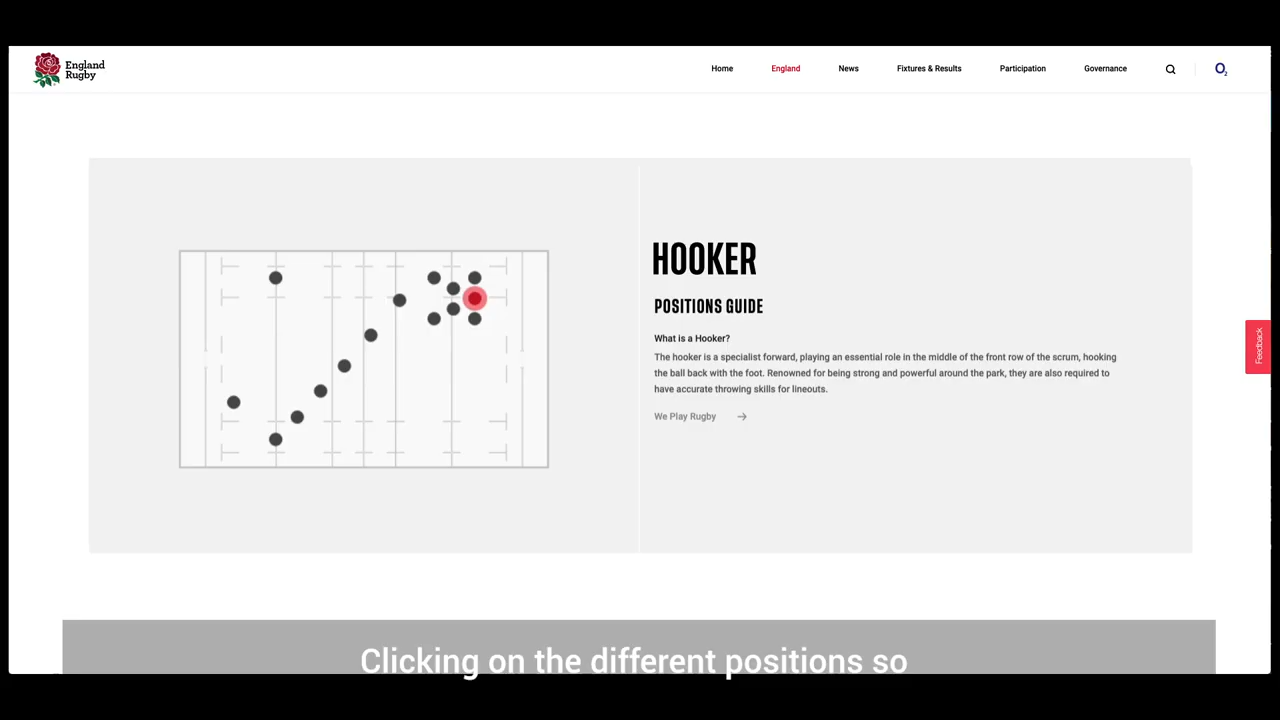 England
Rugby
Home England News Fixtures & Results Participation Governance O2
HOOKER
POSITIONS GUIDE
What is a Hooker?
The hooker is a specialist forward, playing an essential role in the middle of the front row of the scrum, hooking
the ball back with the foot. Renowned for being strong and powerful around the park, they are also required to
have accurate throwing skills for lineouts.
We Play Rugby
Feedback
Clicking on the different positions so